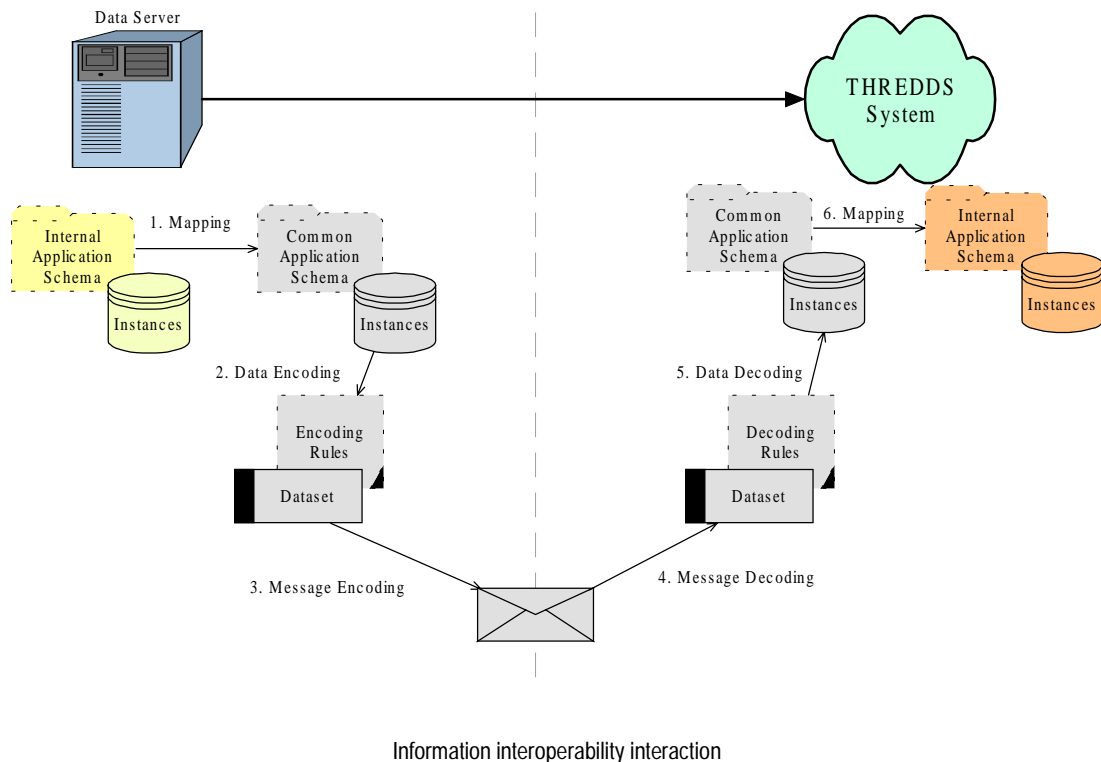 Data Server
THREDDS
System
1. Mapping
Internal
Application
Schema
Instances
Common
Application
Schema
Instances
2. Data Encoding
Encoding
Rules
Dataset
3. Message Encoding
4. Message Decoding
Decoding
Rules
Dataset
5. Data Decoding
Common
Application
Schema
Instances
6. Mapping
Internal
Application
Schema
Instances
Information interoperability interaction